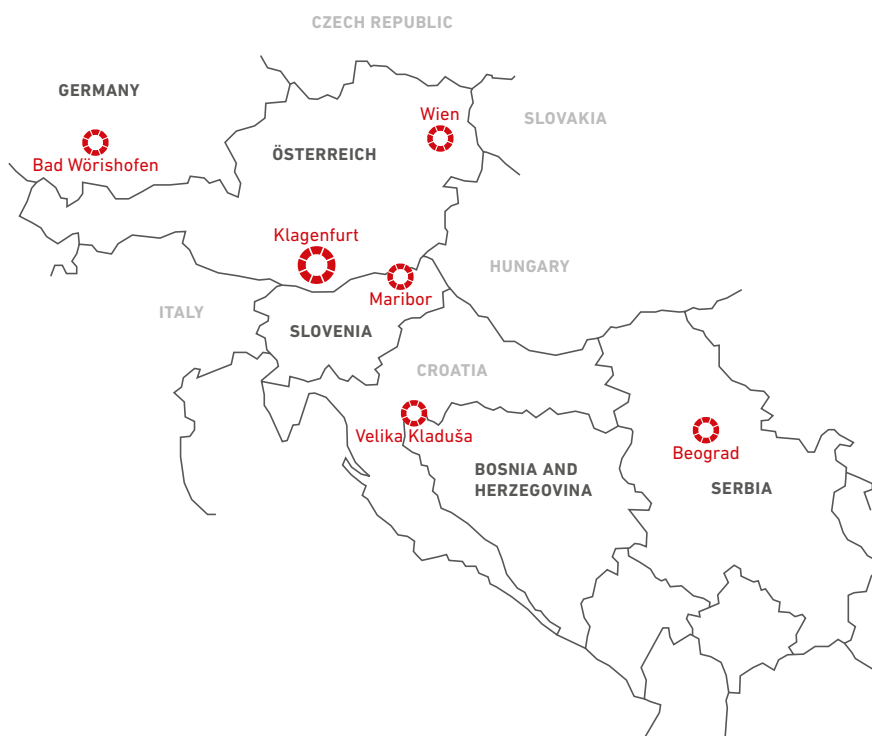 CZECH REPUBLIC
GERMANY
Wien
SLOVAKIA
Bad Wörishofen
ÖSTERREICH
Klagenfurt
HUNGARY
Maribor
ITALY
SLOVENIA
CROATIA
Velika Kladuša
Beograd
BOSNIA AND
HERZEGOVINA
SERBIA